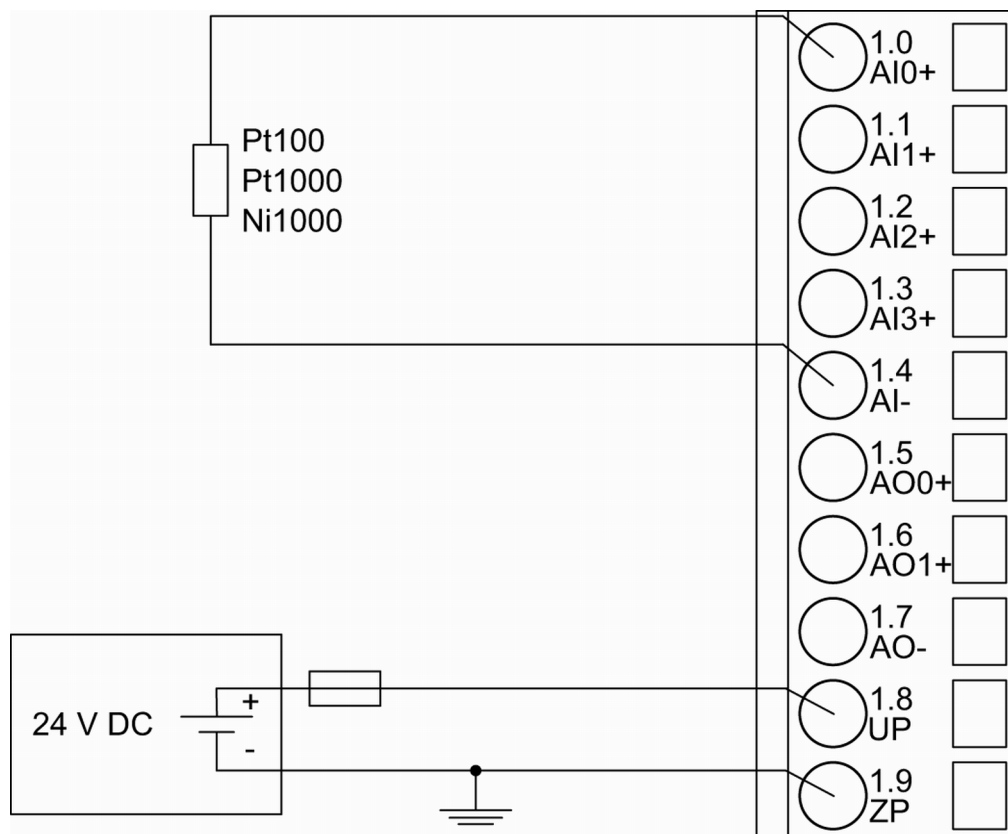 1.0
AI0+
Pt100
1.1
AI1+
Pt1000
Ni1000
1.2
AI2+
1.3
AI3+
1.4
AI-
1.5
AO0+
1.6
AO1+
1.7
AO-
+
24 V DC
-
1.8
UP
1.9
ZP